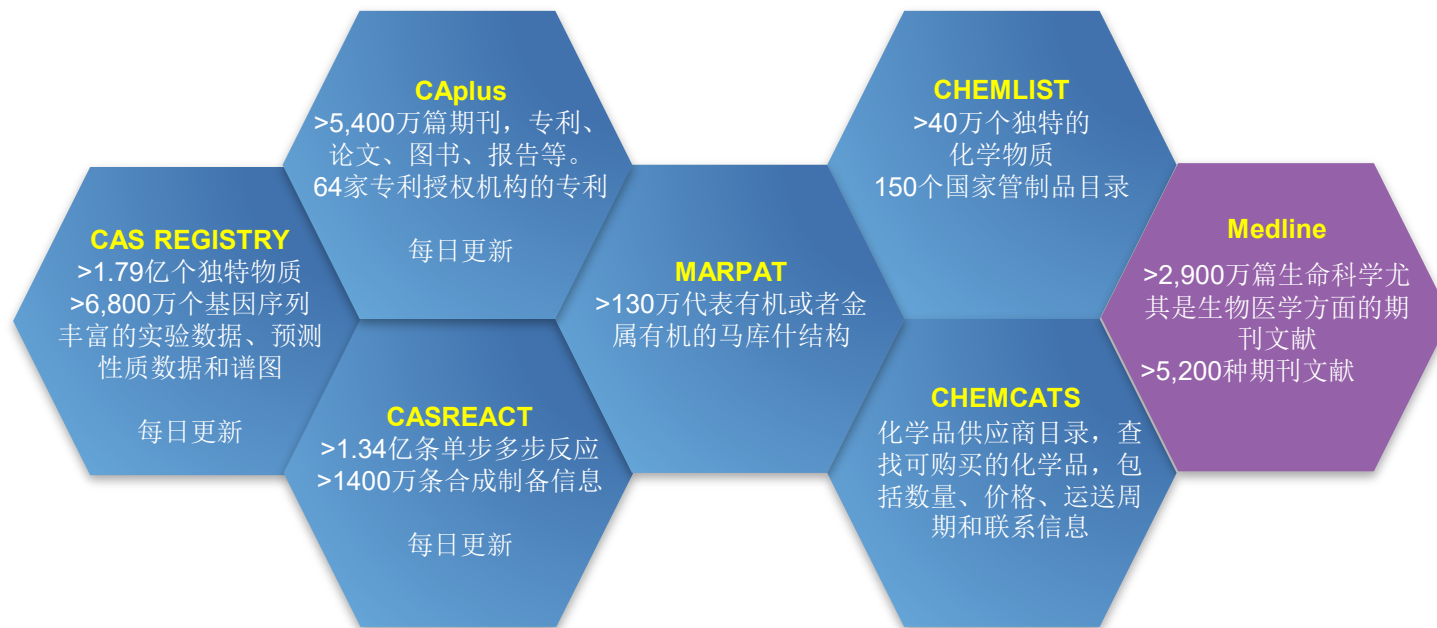 CAplus
>5,400万篇期刊，专利、
论文、图书、报告等。
64家专利授权机构的专利
每日更新
CHEMLIST
>40万个独特的
化学物质
150个国家管制品目录
CAS REGISTRY
>1.79亿个独特物质
>6,800万个基因序列
丰富的实验数据、预测
性质数据和谱图
每日更新
MARPAT
>130万代表有机或者金
属有机的马库什结构
Medline
>2,900万篇生命科学尤
其是生物医学方面的期
刊文献
>5,200种期刊文献
CASREACT
>1.34亿条单步多步反应
>1400万条合成制备信息
每日更新
CHEMCATS
化学品供应商目录，查
找可购买的化学品，包
括数量、价格、运送周
期和联系信息